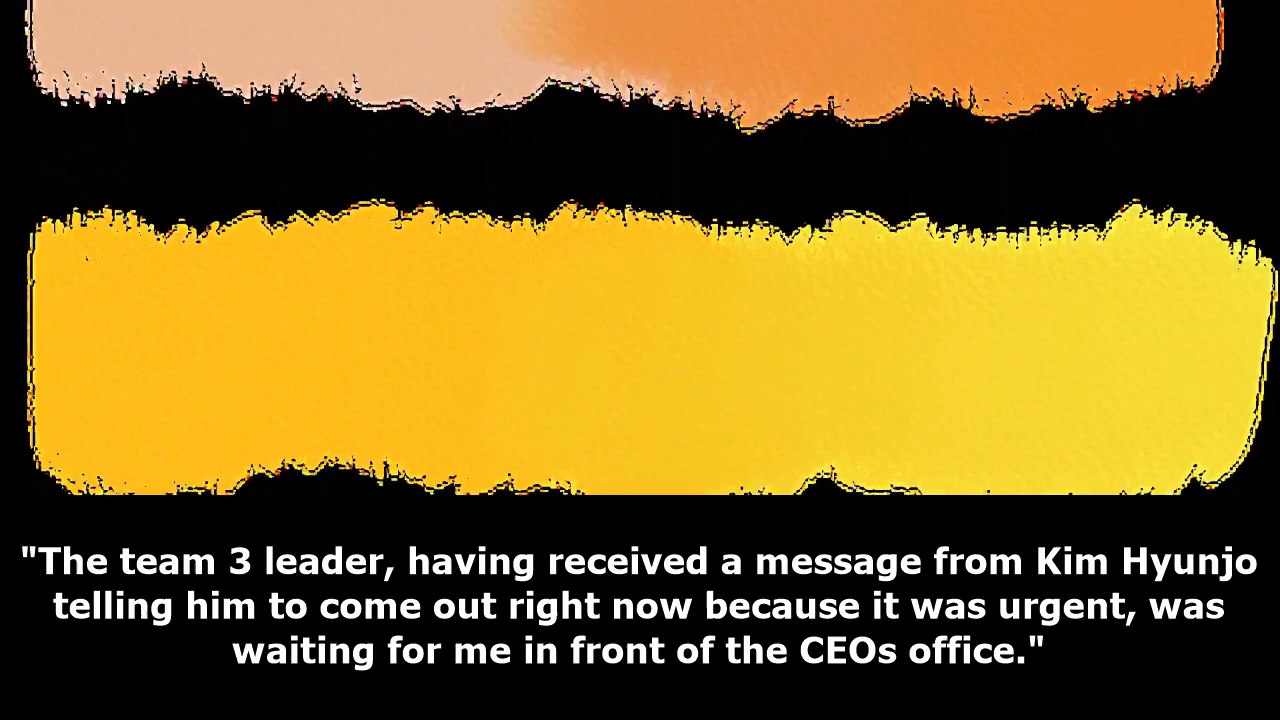 "The team 3 leader, having received a message from Kim Hyunjo
telling him to come out right now because it was urgent, was
waiting for me in front of the CEOs office."